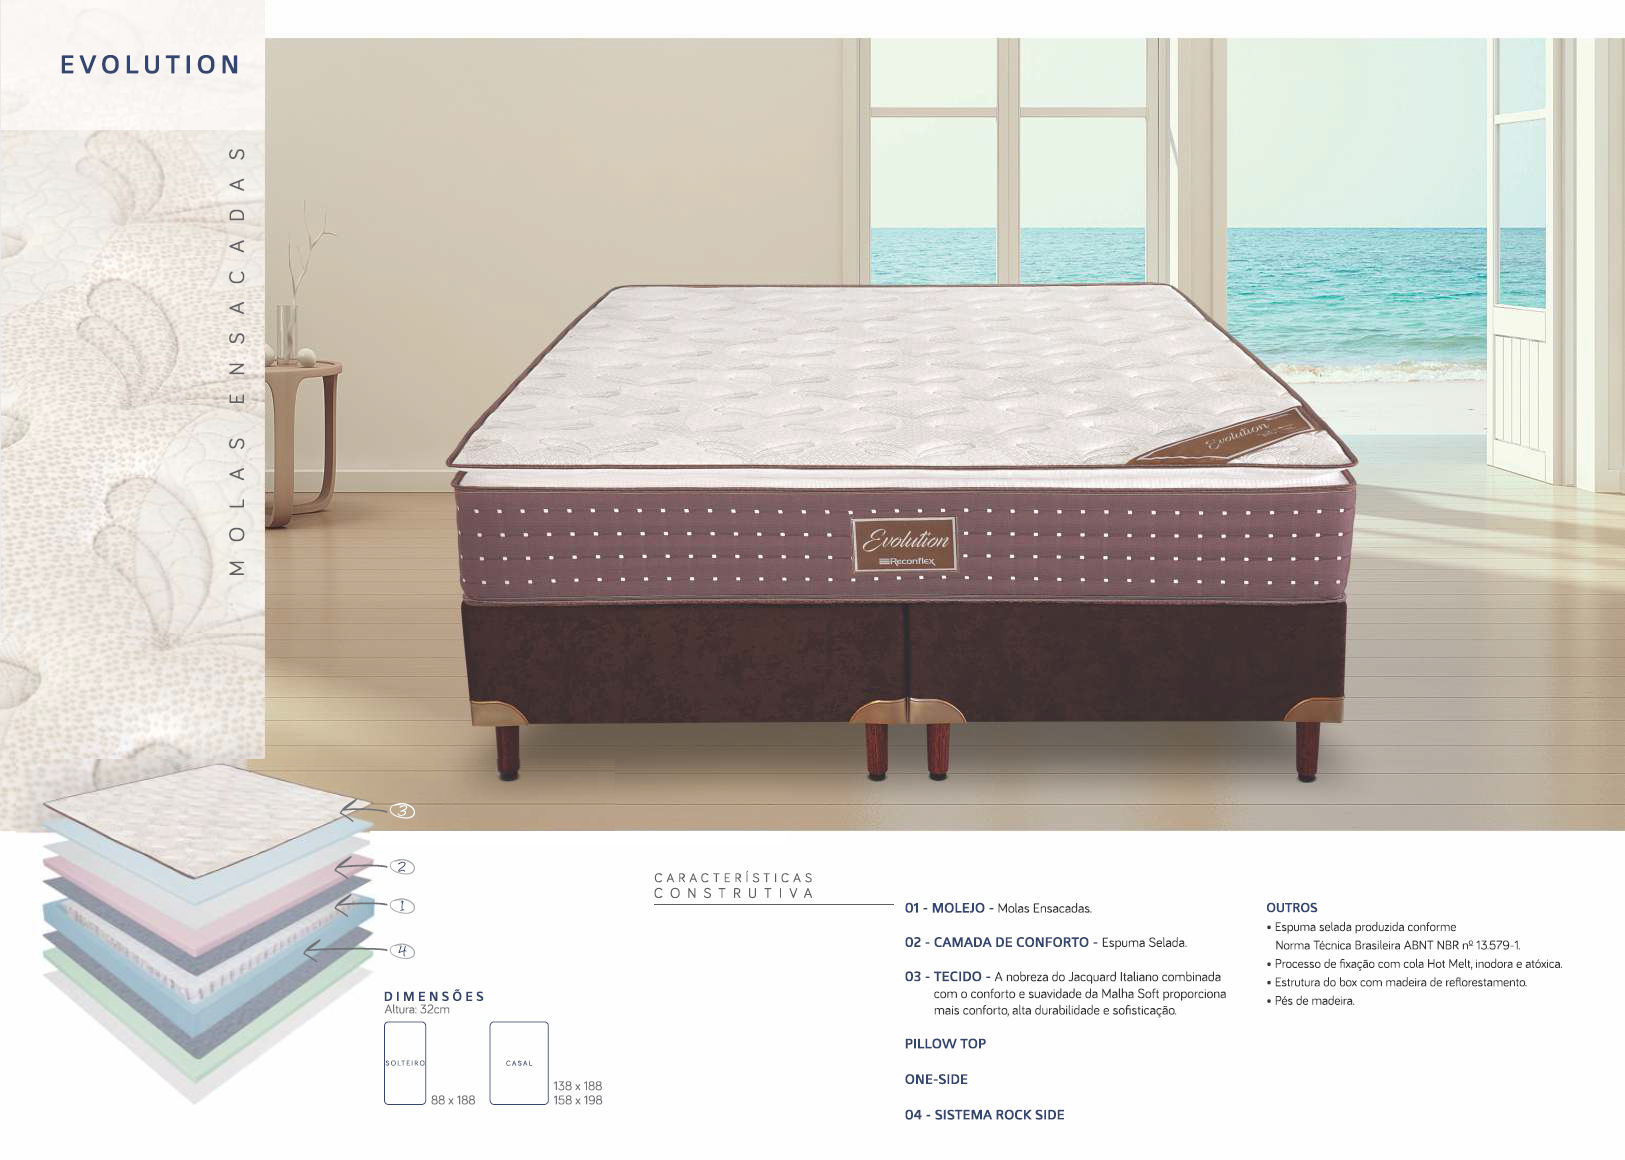 EVOLUTION
MOLAS ENSACADAS
Evolution
Evolution
Reconflex
3
2
1
4
DIMENSÕES
Altura: 32cm
SOLTEIRO
88 x 188
CASAL
138 x 188
158 x 198
CARACTERÍSTICAS
CONSTRUTIVA
01 - MOLEJO - Molas Ensacadas.
02 - CAMADA DE CONFORTO - Espuma Selada.
03 - TECIDO - A nobreza do Jacquard Italiano combinada
com o conforto e suavidade da Malha Soft proporciona
mais conforto, alta durabilidade e sofisticação.
PILLOW TOP
ONE-SIDE
04 - SISTEMA ROCK SIDE
OUTROS
• Espuma selada produzida conforme
Norma Técnica Brasileira ABNT NBR nº 13.579-1.
• Processo de fixação com cola Hot Melt, inodora e atóxica.
• Estrutura do box com madeira de reflorestamento.
• Pés de madeira.